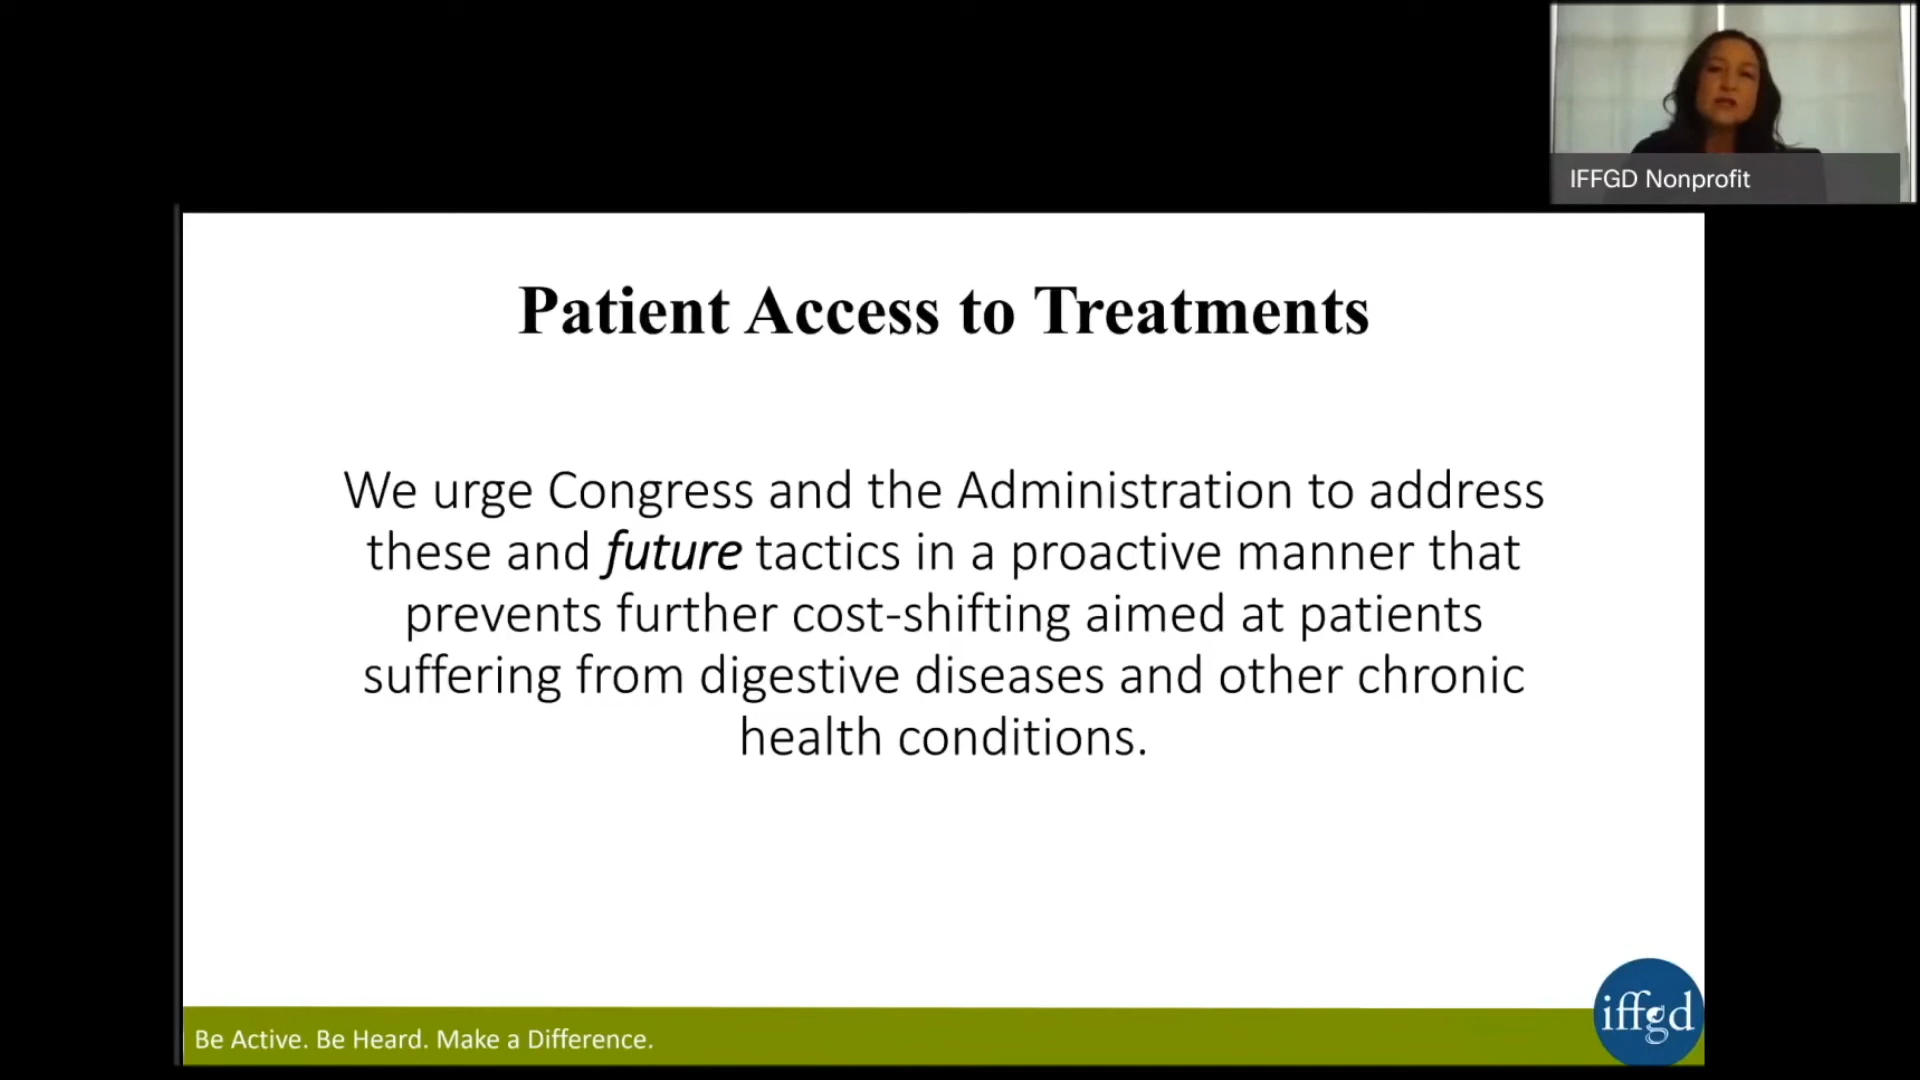 IFFGD Nonprofit
Patient Access to Treatments
We urge Congress and the Administration to address
these and future tactics in a proactive manner that
prevents further cost-shifting aimed at patients
suffering from digestive diseases and other chronic
health conditions.
Be Active. Be Heard. Make a Difference.
iffgd